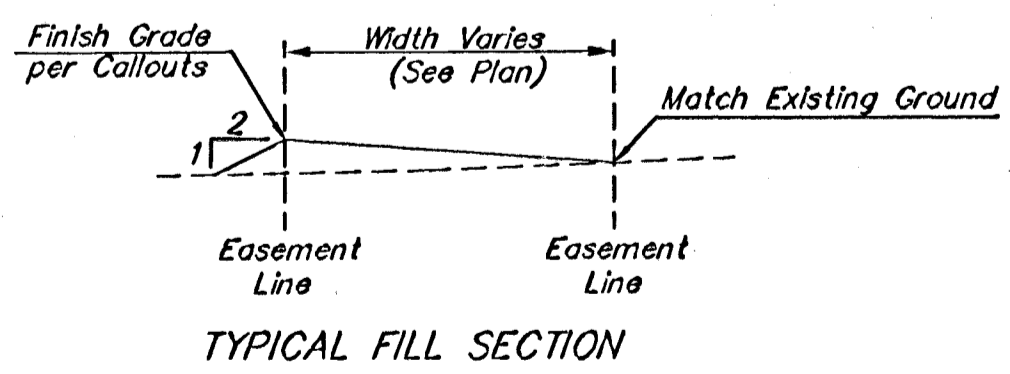 Finish Grade
per Callouts
Width Varies
(See Plan)
Match Existing Ground
2
1
Easement
Line
Easement
Line
TYPICAL FILL SECTION